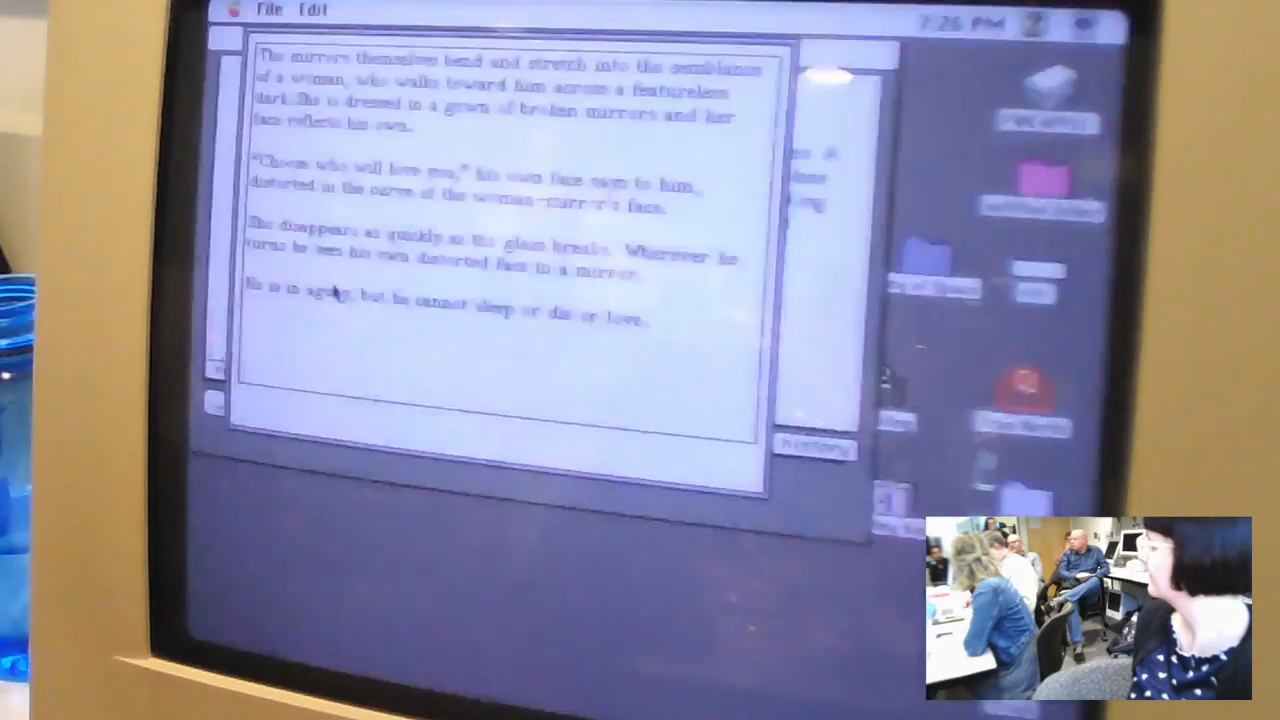 File Edit
7:26 PM
The mirrors themselves bend and stretch into the semblance
of a woman, who walks toward him across a featureless
dark. She is dressed in a gown of broken mirrors and her
face reflects his own.
"Choose who will love you," his own face says to him,
distorted in the curve of the woman-mirror's face.
She disappears as quickly as the glass breaks. Wherever he
turns he sees his own distorted face in a mirror.
He is in agony, but he cannot sleep or die or love.